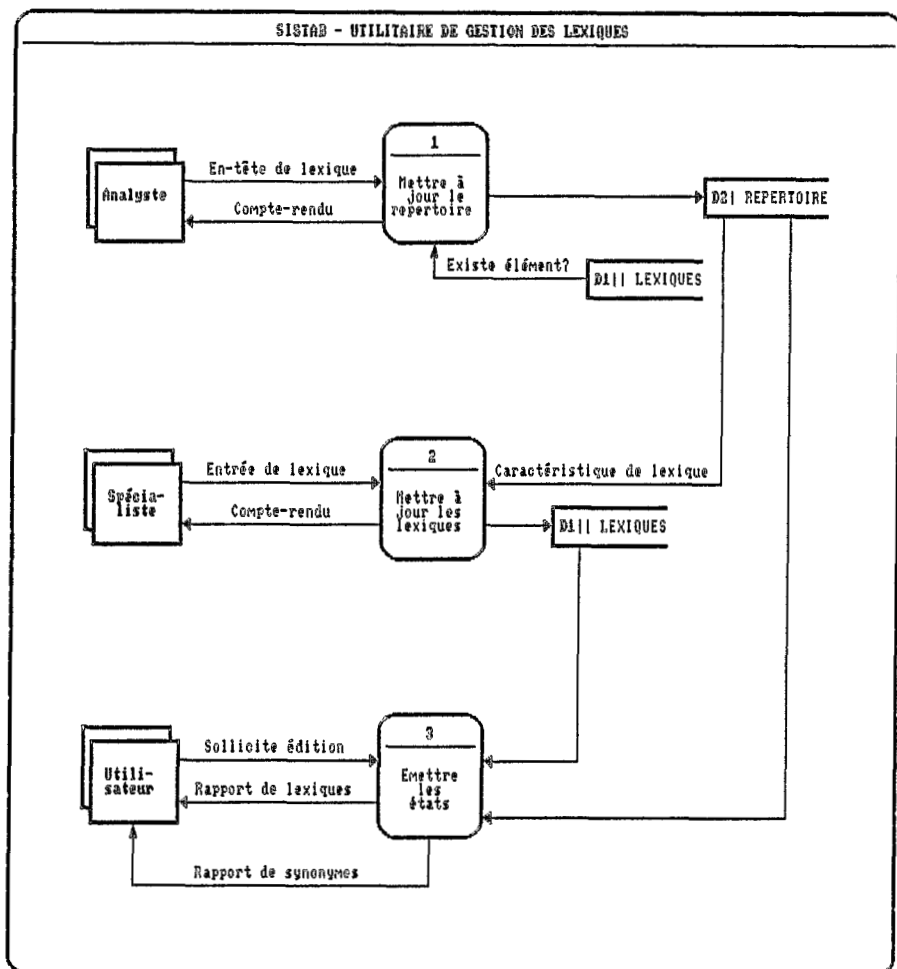 SISTAB - UTILITAIRE DE GESTION DES LEXIQUES
1
En-tête de lexique
Mettre à
jour le
repertoire
Analyste
Compte-rendu
D2| REPERTOIRE
Existe élément?
D1|| LEXIQUES
2
Entrée de lexique
Caractéristique de lexique
Mettre à
jour les
lexiques
Spécia-
liste
Compte-rendu
D1|| LEXIQUES
3
Sollicite édition
Emettre
les
états
Utili-
sateur
Rapport de lexiques
Rapport de synonymes